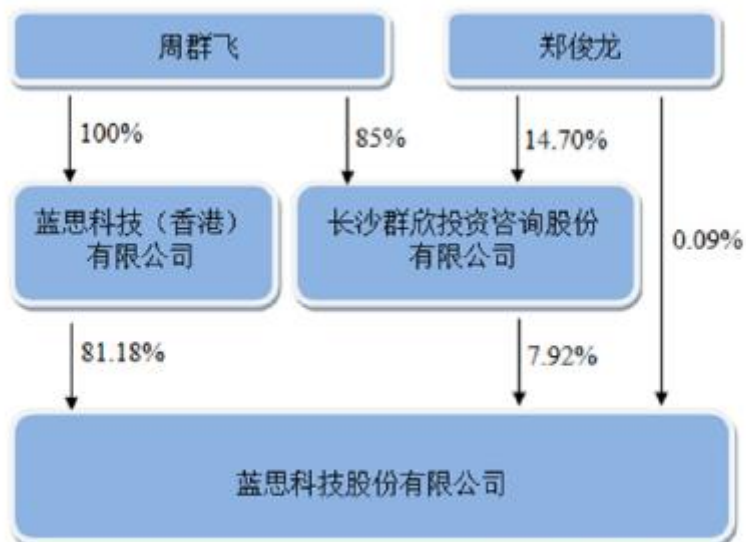 周群飞
郑俊龙
100%
85%
14.70%
蓝思科技（香港）
有限公司
长沙群欣投资咨询股份
有限公司
0.09%
81.18%
7.92%
蓝思科技股份有限公司